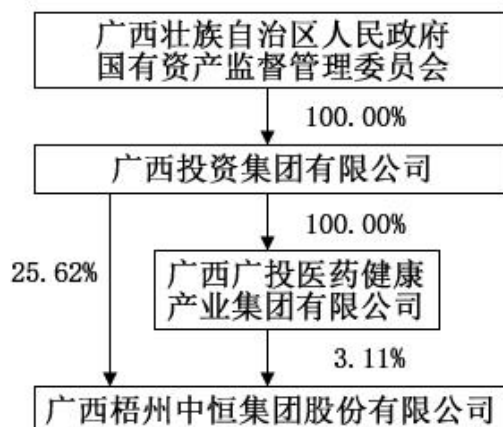 广西壮族自治区人民政府
国有资产监督管理委员会
100.00%
广西投资集团有限公司
100.00%
25.62%
广西广投医药健康
产业集团有限公司
3.11%
广西梧州中恒集团股份有限公司